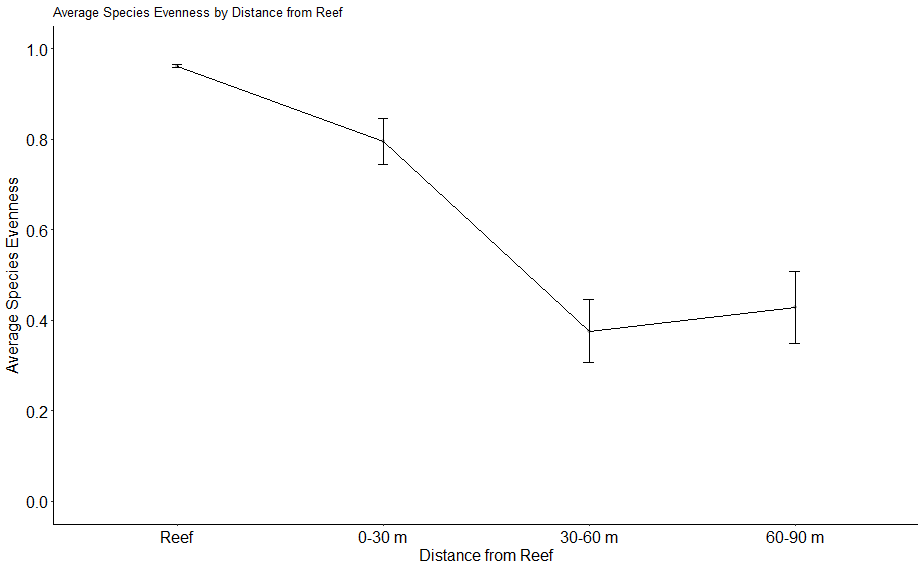 Average Species Evenness by Distance from Reef
Average Species Evenness
1.0
0.8
0.6
0.4
0.2
0.0
Reef
0-30 m
30-60 m
60-90 m
Distance from Reef